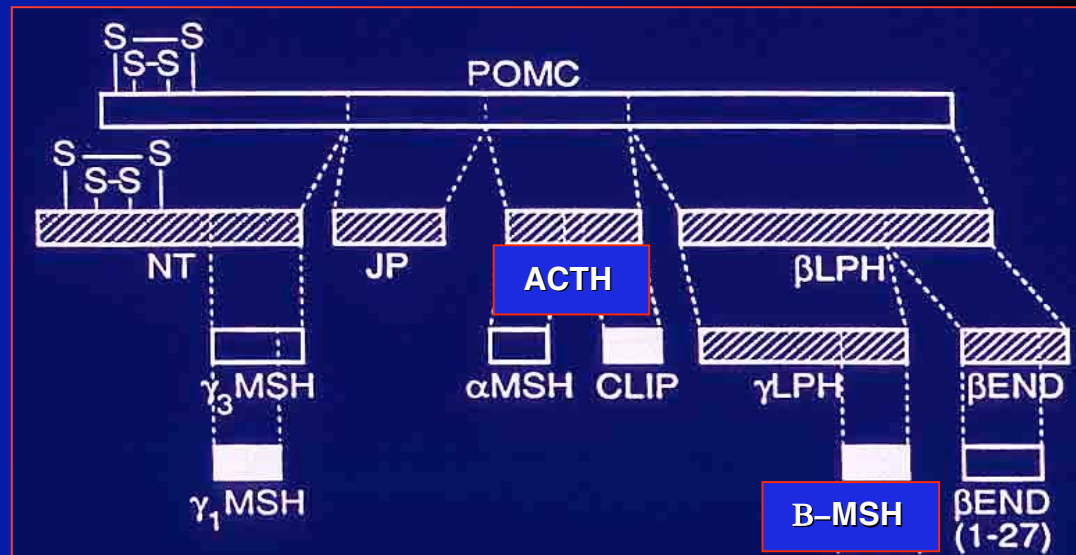 S S
S-S
POMC
S S
S-S
NT
JP
ACTH
βLPH
γ3MSH
αMSH
CLIP
γLPH
βEND
γ1MSH
B–MSH
βEND
(1-27)